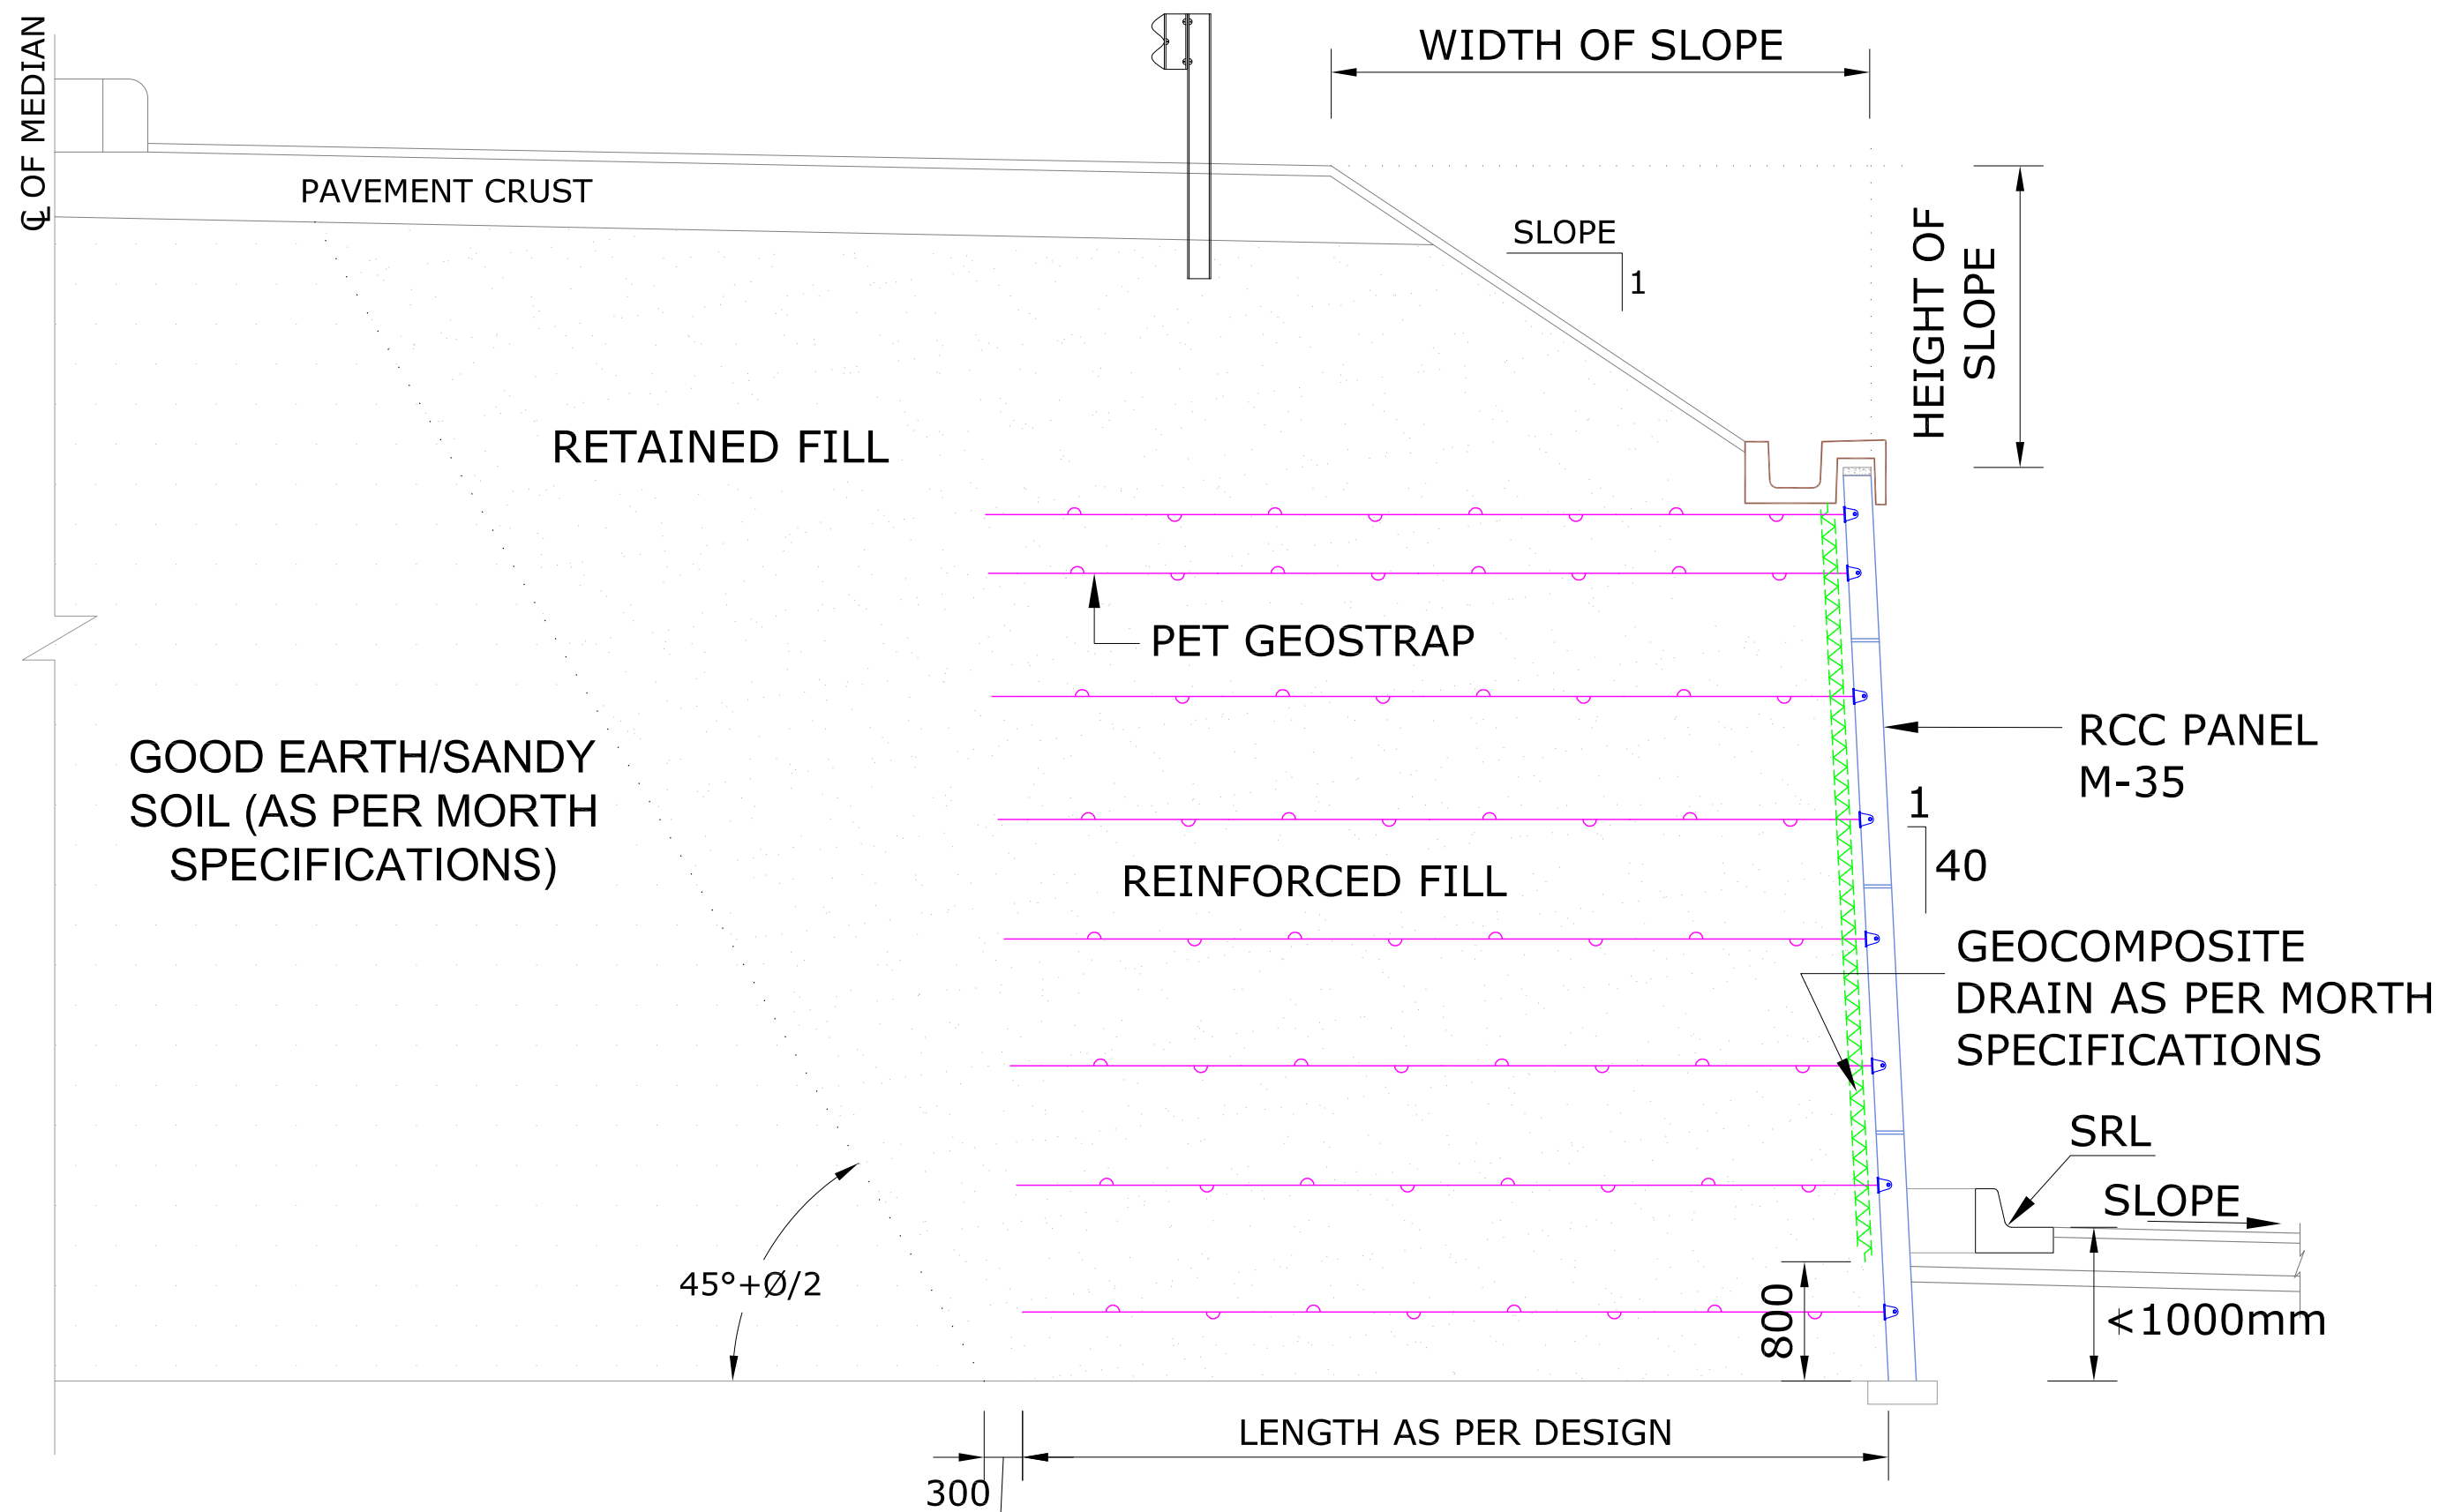 ℄ OF MEDIAN
WIDTH OF SLOPE
PAVEMENT CRUST
SLOPE
1
HEIGHT OF
SLOPE
RETAINED FILL
PET GEOSTRAP
GOOD EARTH/SANDY
SOIL (AS PER MORTH
SPECIFICATIONS)
RCC PANEL
M-35
1
40
REINFORCED FILL
GEOCOMPOSITE
DRAIN AS PER MORTH
SPECIFICATIONS
SRL
SLOPE
45°+Ø/2
800
<1000mm
LENGTH AS PER DESIGN
300